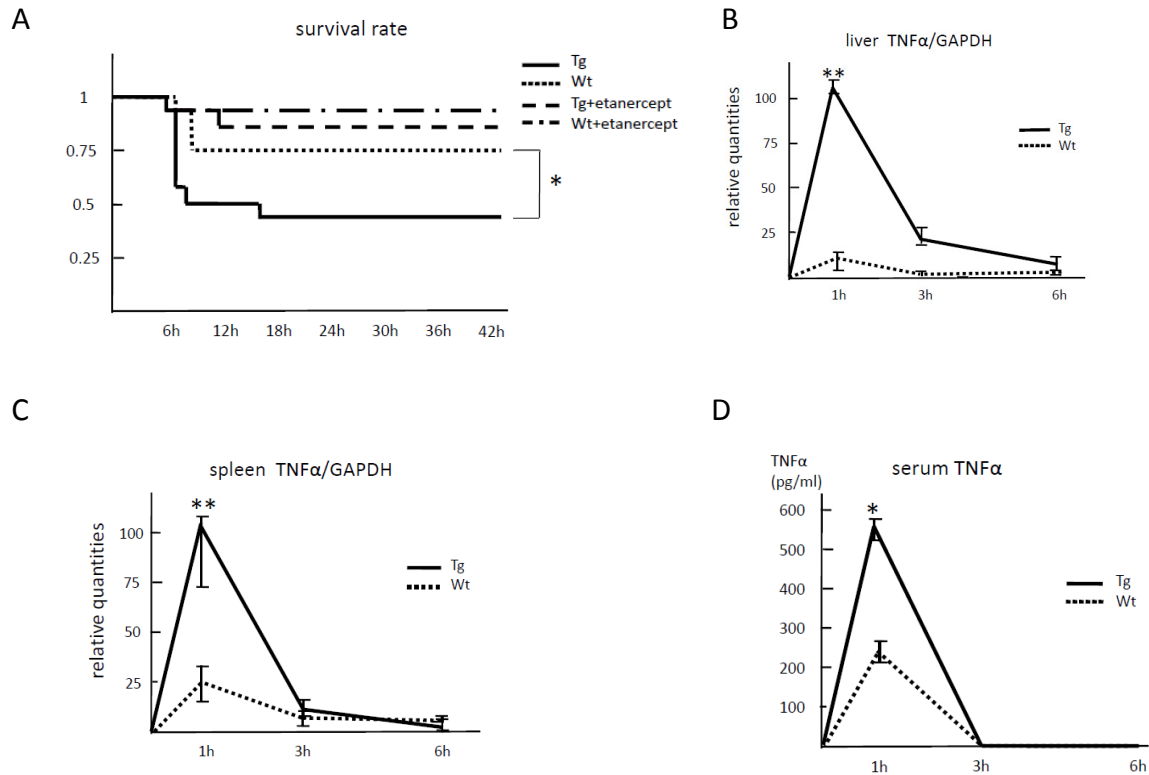 A
survival rate
Tg
Wt
Tg+etanercept
Wt+etanercept
1
0.75
0.5
0.25
*
6h 12h 18h 24h 30h 36h 42h
B
liver TNFα/GAPDH
**
relative quantities
100
75
50
25
Tg
Wt
1h 3h 6h
C
spleen TNFα/GAPDH
**
relative quantities
100
75
50
25
Tg
Wt
1h 3h 6h
D
TNFα
(pg/ml)
serum TNFα
*
600
500
400
300
200
100
Tg
Wt
1h 3h 6h